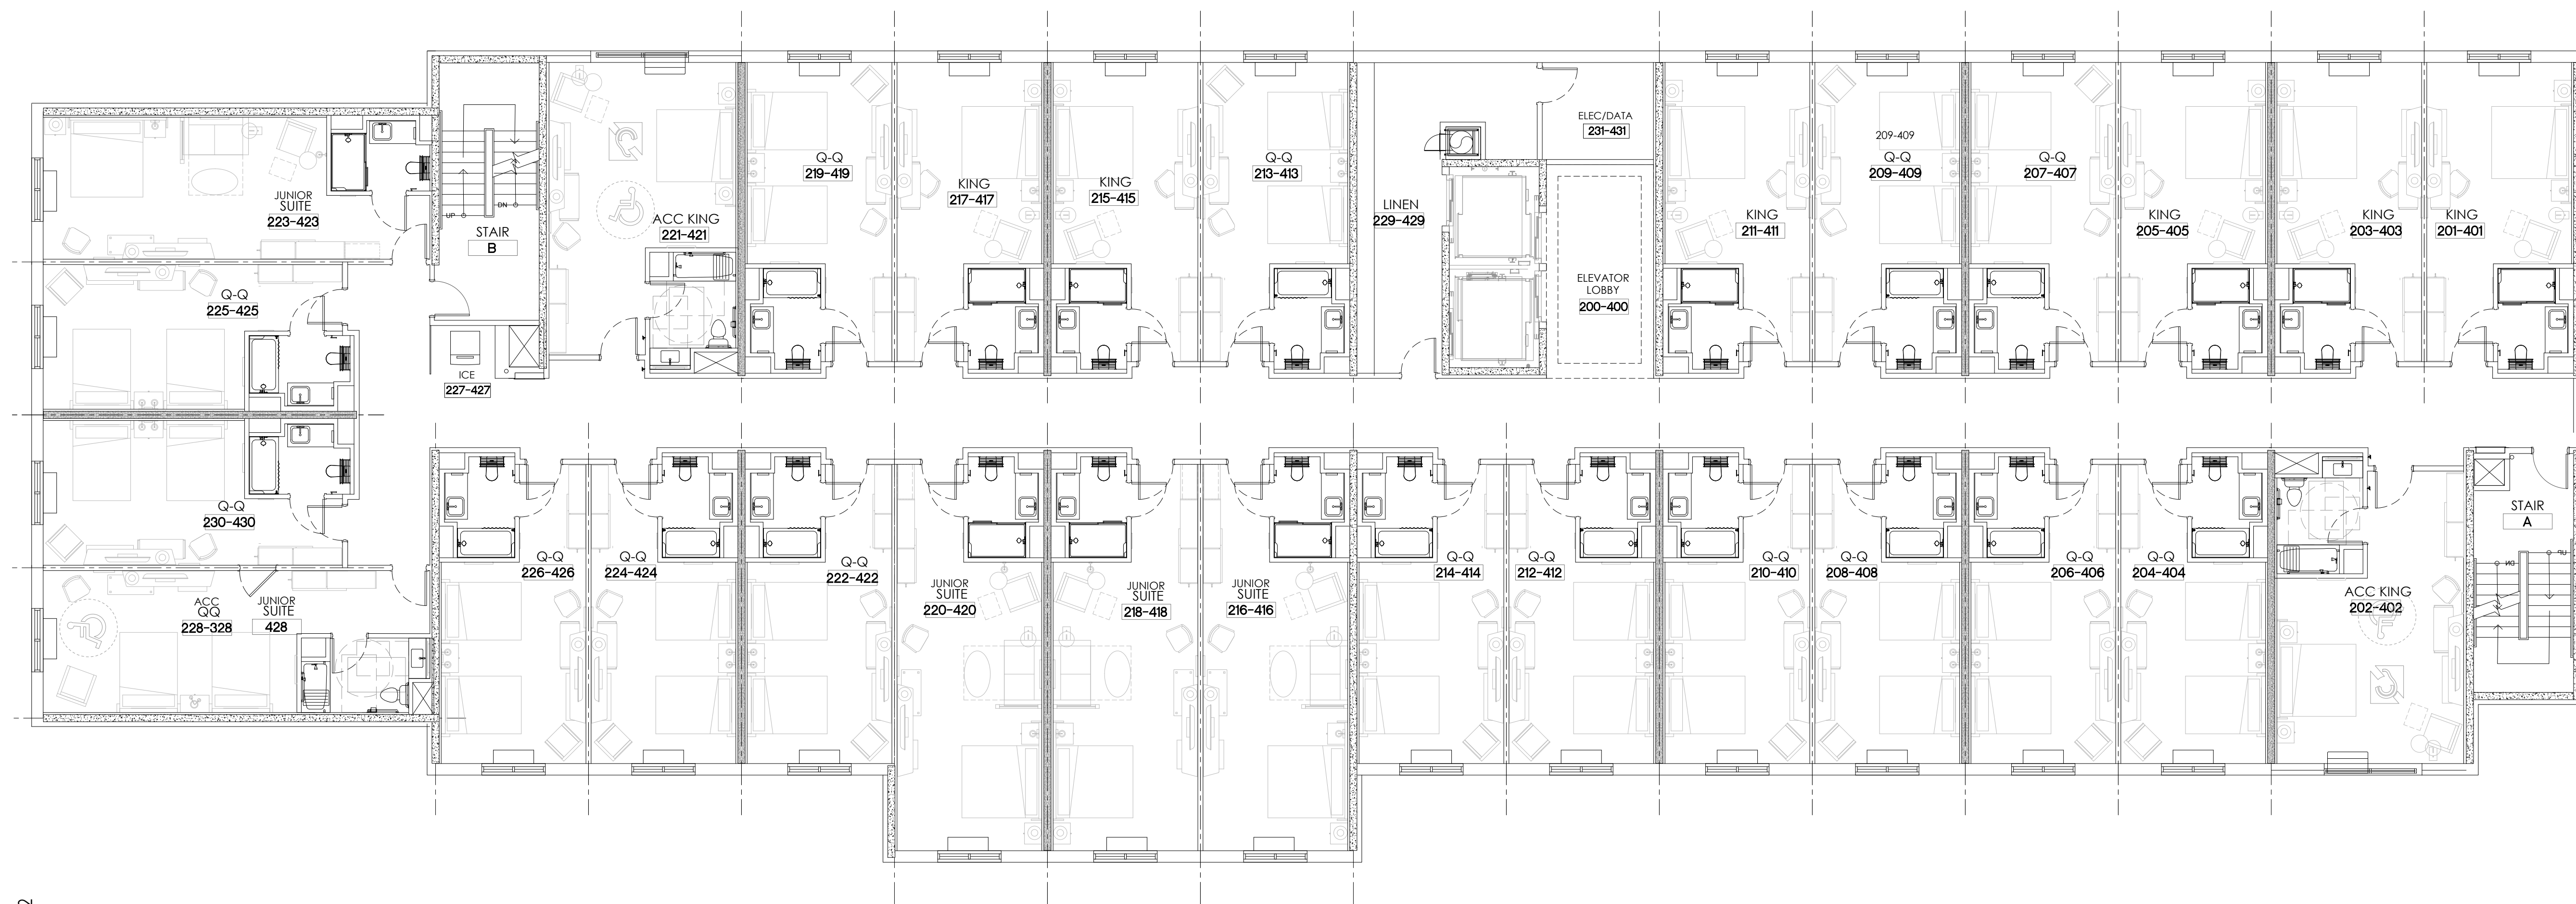 JUNIOR
SUITE
223-423
UP
DN
STAIR
B
ACC KING
221-421
Q-Q
219-419
KING
217-417
KING
215-415
Q-Q
213-413
LINEN
229-429
ELEC/DATA
231-431
ELEVATOR
LOBBY
200-400
KING
211-411
209-409
Q-Q
209-409
Q-Q
207-407
KING
205-405
KING
203-403
KING
201-401
Q-Q
225-425
ICE
227-427
Q-Q
230-430
ACC
QQ
228-328
JUNIOR
SUITE
428
Q-Q
226-426
Q-Q
224-424
Q-Q
222-422
JUNIOR
SUITE
220-420
JUNIOR
SUITE
218-418
JUNIOR
SUITE
216-416
Q-Q
214-414
Q-Q
212-412
Q-Q
210-410
Q-Q
208-408
Q-Q
206-406
Q-Q
204-404
ACC KING
202-402
STAIR
A
UP
DN